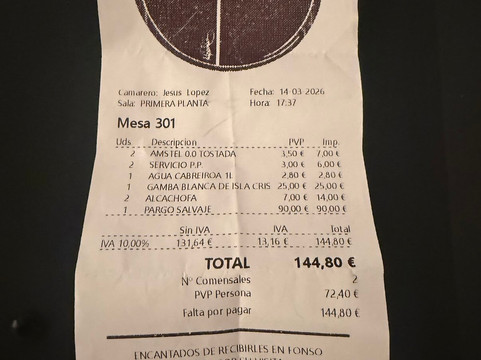 Camarero: Jesus Lopez Fecha: 14-03-2026
Sala: PRIMERA PLANTA Hora: 17:37
Mesa 301
Uds. Descripcion PVP Imp.
2 AMSTEL 0.0 TOSTADA 3,50 € 7,00 €
2 SERVICIO P.P. 3,00 € 6,00 €
1 AGUA CABREIROA 1L 2,80 € 2,80 €
1 GAMBA BLANCA DE ISLA CRIS 25,00 € 25,00 €
2 ALCACHOFA 7,00 € 14,00 €
1 PARGO SALVAJE 90,00 € 90,00 €
Sin IVA IVA Total
IVA 10,00% 131,64 € 13,16 € 144,80 €
TOTAL 144,80 €
Nº Comensales 2
PVP Persona 72,40 €
Falta por pagar 144,80 €
ENCANTADOS DE RECIBIRLES EN FONSO